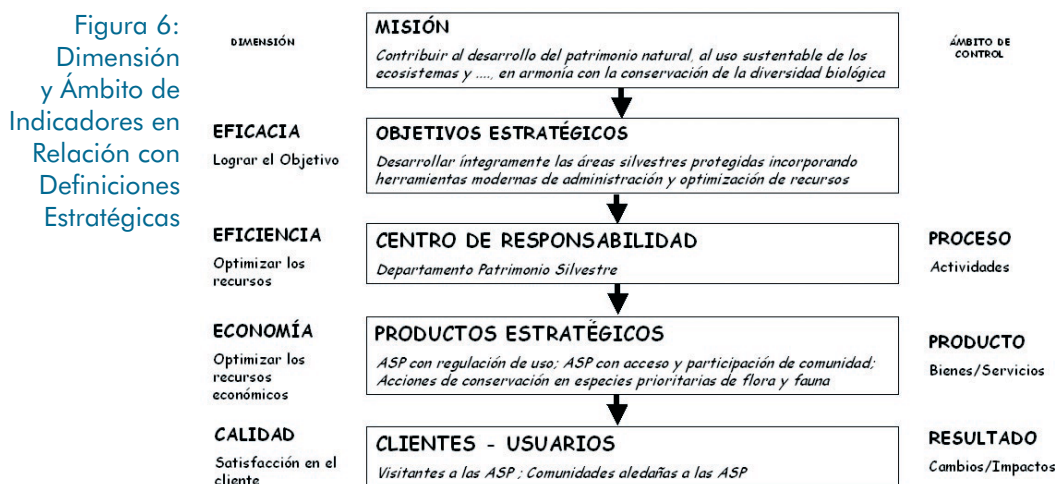 Figura 6:
Dimensión
y Ámbito de
Indicadores en
Relación con
Definiciones
Estratégicas
DIMENSIÓN
MISIÓN
Contribuir al desarrollo del patrimonio natural, al uso sustentable de los
ecosistemas y ...., en armonía con la conservación de la diversidad biológica
ÁMBITO DE
CONTROL
EFICACIA
Lograr el Objetivo
OBJETIVOS ESTRATÉGICOS
Desarrollar íntegramente las áreas silvestres protegidas incorporando
herramientas modernas de administración y optimización de recursos
EFICIENCIA
Optimizar los
recursos
CENTRO DE RESPONSABILIDAD
Departamento Patrimonio Silvestre
PROCESO
Actividades
ECONOMÍA
Optimizar los
recursos
económicos
PRODUCTOS ESTRATÉGICOS
ASP con regulación de uso; ASP con acceso y participación de comunidad;
Acciones de conservación en especies prioritarias de flora y fauna
PRODUCTO
Bienes/Servicios
CALIDAD
Satisfacción en el
cliente
CLIENTES - USUARIOS
Visitantes a las ASP ; Comunidades aledañas a las ASP
RESULTADO
Cambios/Impactos